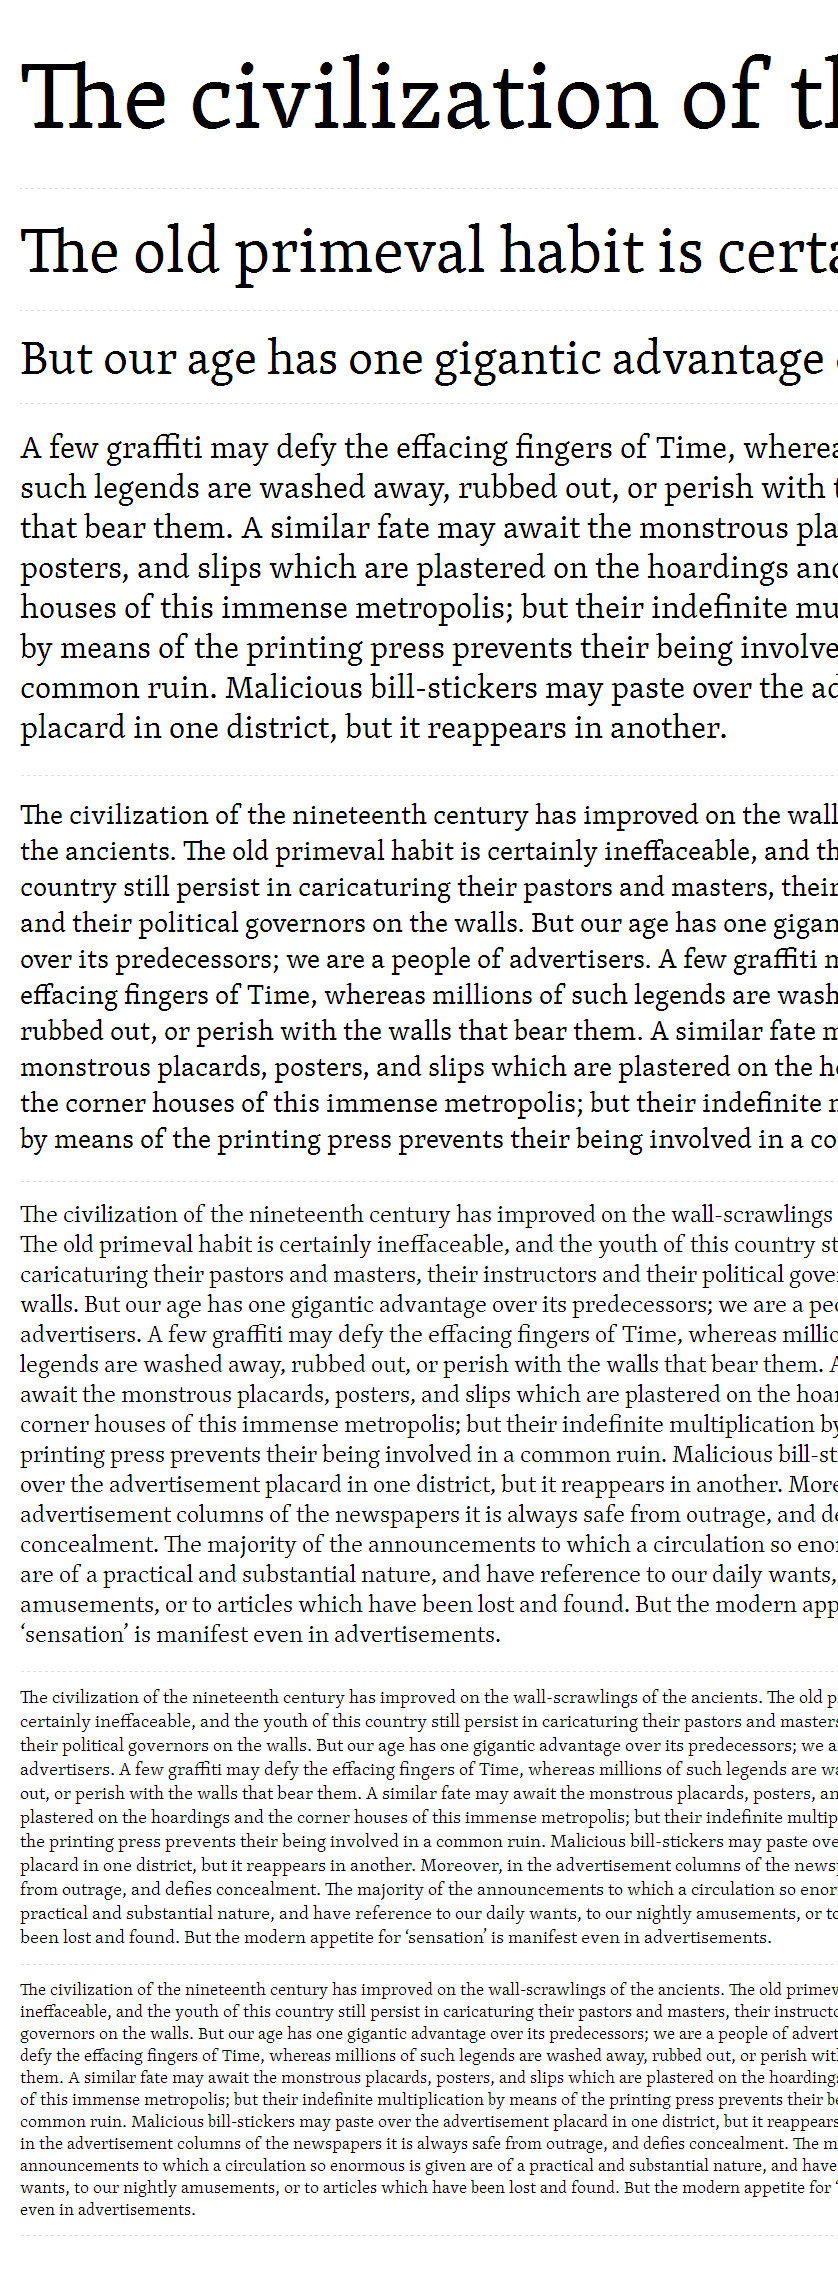 The civilization of th
The old primeval habit is certa
But our age has one gigantic advantage
A few graffiti may defy the effacing fingers of Time, wherea
such legends are washed away, rubbed out, or perish with t
that bear them. A similar fate may await the monstrous pla
posters, and slips which are plastered on the hoardings and
houses of this immense metropolis; but their indefinite mu
by means of the printing press prevents their being involve
common ruin. Malicious bill-stickers may paste over the ad
placard in one district, but it reappears in another.
The civilization of the nineteenth century has improved on the wall
the ancients. The old primeval habit is certainly ineffaceable, and th
country still persist in caricaturing their pastors and masters, their
and their political governors on the walls. But our age has one gigan
over its predecessors; we are a people of advertisers. A few graffiti m
effacing fingers of Time, whereas millions of such legends are wash
rubbed out, or perish with the walls that bear them. A similar fate m
monstrous placards, posters, and slips which are plastered on the ho
the corner houses of this immense metropolis; but their indefinite m
by means of the printing press prevents their being involved in a co
The civilization of the nineteenth century has improved on the wall-scrawlings
The old primeval habit is certainly ineffaceable, and the youth of this country st
caricaturing their pastors and masters, their instructors and their political gove
walls. But our age has one gigantic advantage over its predecessors; we are a peo
advertisers. A few graffiti may defy the effacing fingers of Time, whereas millio
legends are washed away, rubbed out, or perish with the walls that bear them. A
await the monstrous placards, posters, and slips which are plastered on the hoar
corner houses of this immense metropolis; but their indefinite multiplication by
printing press prevents their being involved in a common ruin. Malicious bill-st
over the advertisement placard in one district, but it reappears in another. More
advertisement columns of the newspapers it is always safe from outrage, and de
concealment. The majority of the announcements to which a circulation so enor
are of a practical and substantial nature, and have reference to our daily wants,
amusements, or to articles which have been lost and found. But the modern app
‘sensation’ is manifest even in advertisements.
The civilization of the nineteenth century has improved on the wall-scrawlings of the ancients. The old p
certainly ineffaceable, and the youth of this country still persist in caricaturing their pastors and masters
their political governors on the walls. But our age has one gigantic advantage over its predecessors; we a
advertisers. A few graffiti may defy the effacing fingers of Time, whereas millions of such legends are wa
out, or perish with the walls that bear them. A similar fate may await the monstrous placards, posters, an
plastered on the hoardings and the corner houses of this immense metropolis; but their indefinite multip
the printing press prevents their being involved in a common ruin. Malicious bill-stickers may paste ove
placard in one district, but it reappears in another. Moreover, in the advertisement columns of the newsp
from outrage, and defies concealment. The majority of the announcements to which a circulation so enor
practical and substantial nature, and have reference to our daily wants, to our nightly amusements, or to
been lost and found. But the modern appetite for ‘sensation’ is manifest even in advertisements.
The civilization of the nineteenth century has improved on the wall-scrawlings of the ancients. The old primev
ineffaceable, and the youth of this country still persist in caricaturing their pastors and masters, their instructo
governors on the walls. But our age has one gigantic advantage over its predecessors; we are a people of advert
defy the effacing fingers of Time, whereas millions of such legends are washed away, rubbed out, or perish with
them. A similar fate may await the monstrous placards, posters, and slips which are plastered on the hoardings
of this immense metropolis; but their indefinite multiplication by means of the printing press prevents their be
common ruin. Malicious bill-stickers may paste over the advertisement placard in one district, but it reappears
in the advertisement columns of the newspapers it is always safe from outrage, and defies concealment. The m
announcements to which a circulation so enormous is given are of a practical and substantial nature, and have
wants, to our nightly amusements, or to articles which have been lost and found. But the modern appetite for ‘
even in advertisements.